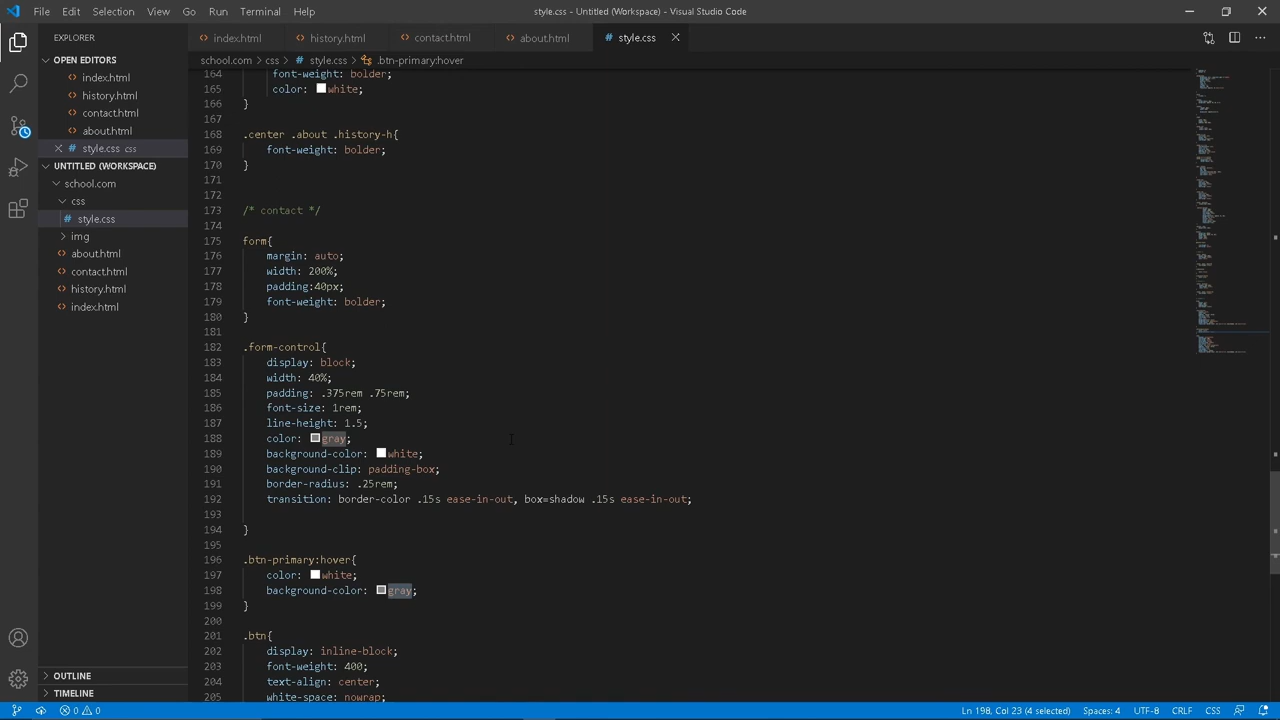 File Edit Selection View Go Run Terminal Help
style.css - Untitled (Workspace) - Visual Studio Code
EXPLORER
OPEN EDITORS
index.html
history.html
contact.html
about.html
style.css css
UNTITLED (WORKSPACE)
school.com
css
style.css
img
about.html
contact.html
history.html
index.html
OUTLINE
TIMELINE
index.html history.html contact.html about.html style.css
school.com > css > style.css > .btn-primary:hover
164 font-weight: bolder;
165 color: white;
166 }
167
168 .center .about .history-h{
169 font-weight: bolder;
170 }
171
172
173 /* contact */
174
175 form{
176 margin: auto;
177 width: 200%;
178 padding:40px;
179 font-weight: bolder;
180 }
181
182 .form-control{
183 display: block;
184 width: 40%;
185 padding: .375rem .75rem;
186 font-size: 1rem;
187 line-height: 1.5;
188 color: gray;
189 background-color: white;
190 background-clip: padding-box;
191 border-radius: .25rem;
192 transition: border-color .15s ease-in-out, box=shadow .15s ease-in-out;
193
194 }
195
196 .btn-primary:hover{
197 color: white;
198 background-color: gray;
199 }
200
201 .btn{
202 display: inline-block;
203 font-weight: 400;
204 text-align: center;
205 white-space: nowrap;
0 0
Ln 198, Col 23 (4 selected) Spaces: 4 UTF-8 CRLF CSS